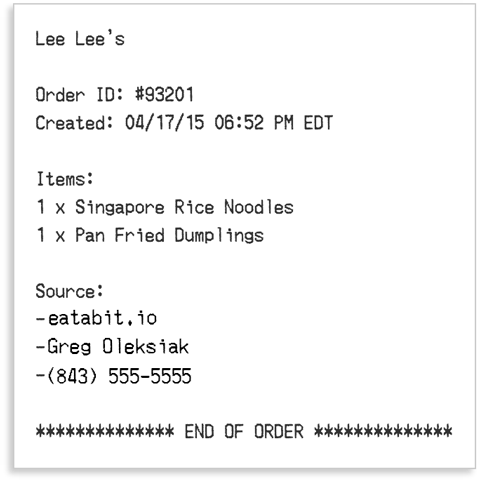 Lee Lee's
Order ID: #93201
Created: 04/17/15 06:52 PM EDT
Items:
1 x Singapore Rice Noodles
1 x Pan Fried Dumplings
Source:
-eatabit.io
-Greg Oleksiak
-(843) 555-5555
************** END OF ORDER **************